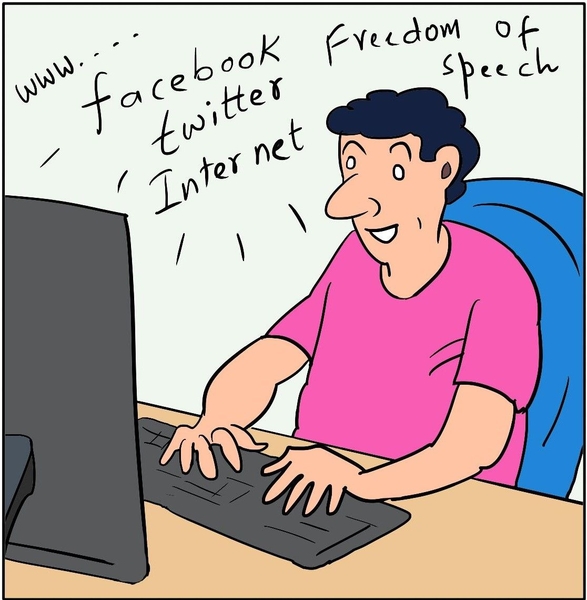 www....
facebook
twitter
Internet
Freedom of
speech